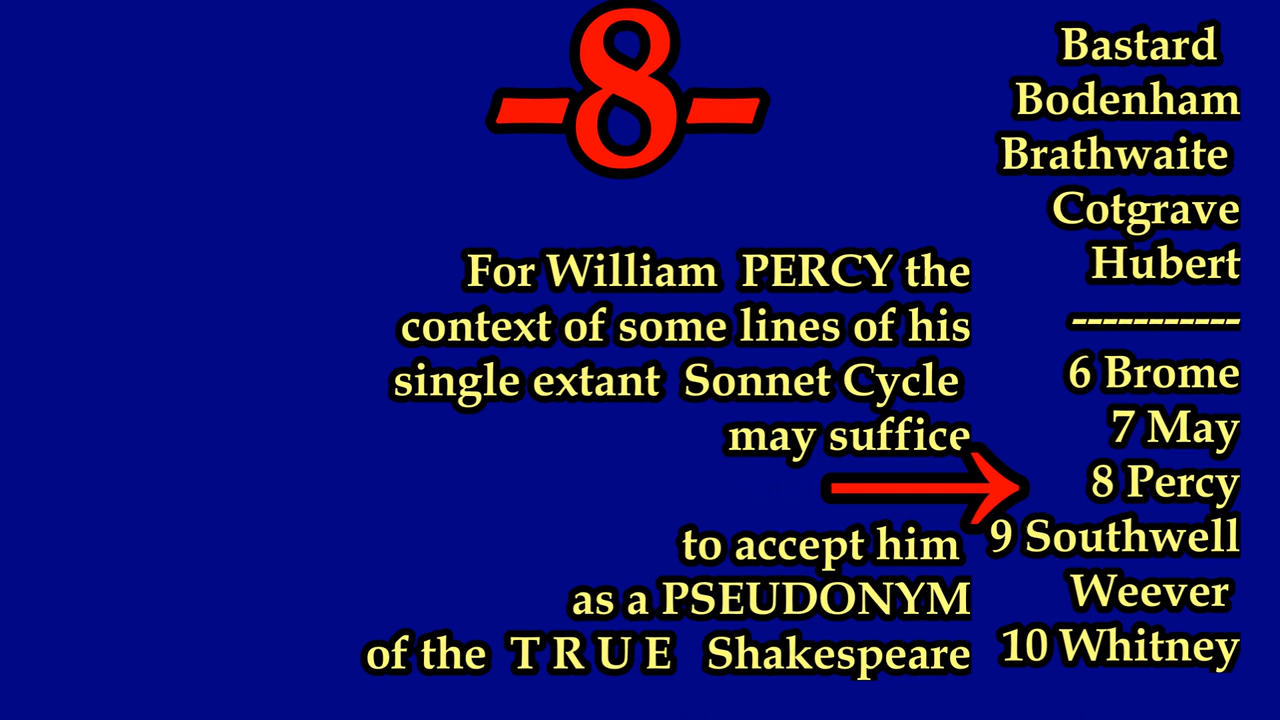 -8-
For William PERCY the
context of some lines of his
single extant Sonnet Cycle
may suffice
to accept him
as a PSEUDONYM
of the T R U E Shakespeare
Bastard
Bodenham
Brathwaite
Cotgrave
Hubert
-----------
6 Brome
7 May
8 Percy
9 Southwell
Weever
10 Whitney